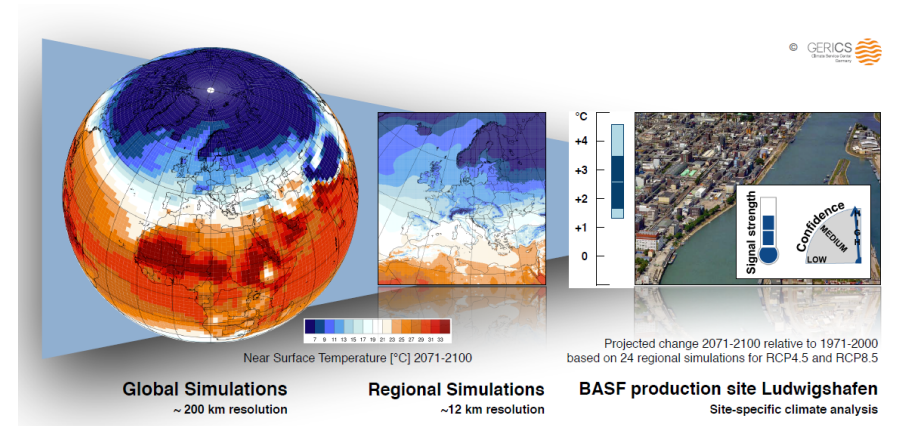 © GERICS
Climate Service Center
Germany
°C
+4
+3
+2
+1
0
Signal strength
Confidence
LOW
MEDIUM
HIGH
7 9 11 13 15 17 19 21 23 25 27 29 31 33
Near Surface Temperature [°C] 2071-2100
Projected change 2071-2100 relative to 1971-2000
based on 24 regional simulations for RCP4.5 and RCP8.5
Global Simulations
~ 200 km resolution
Regional Simulations
~12 km resolution
BASF production site Ludwigshafen
Site-specific climate analysis